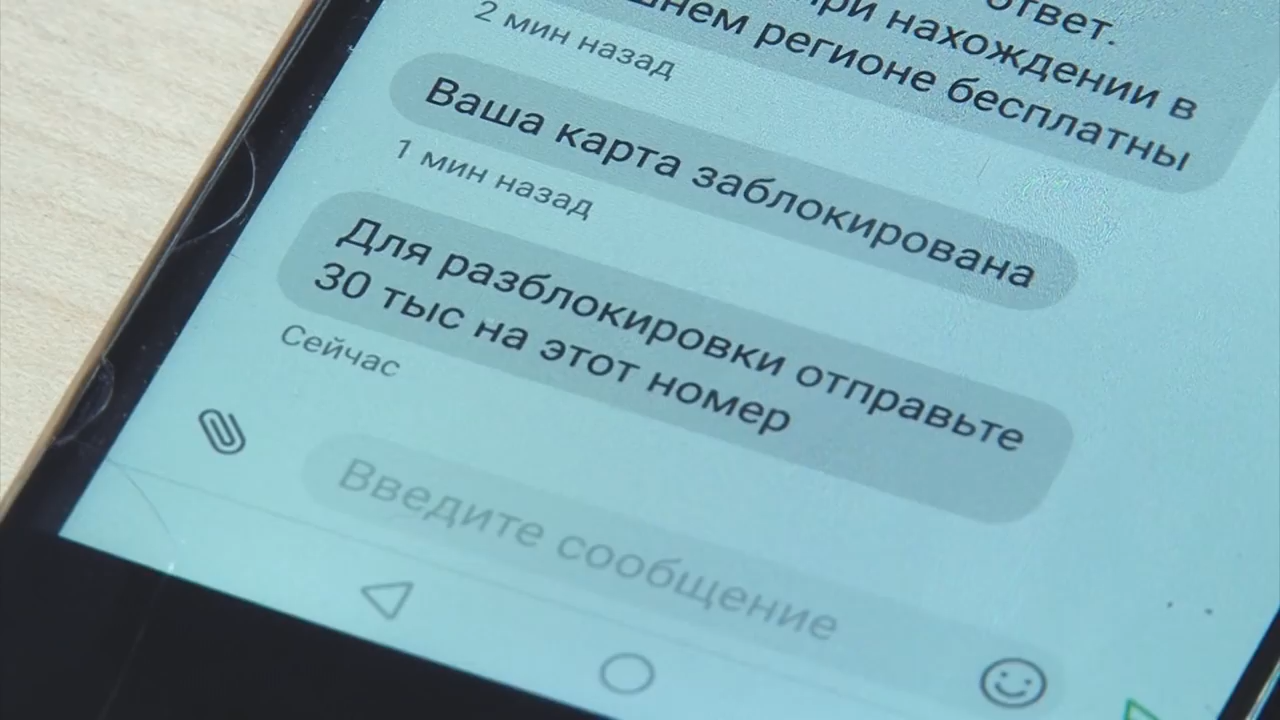 ответ.
при нахождении в
регионе бесплатны
2 мин назад
Ваша карта заблокирована
1 мин назад
Для разблокировки отправьте
30 тыс на этот номер
Сейчас
Введите сообщение